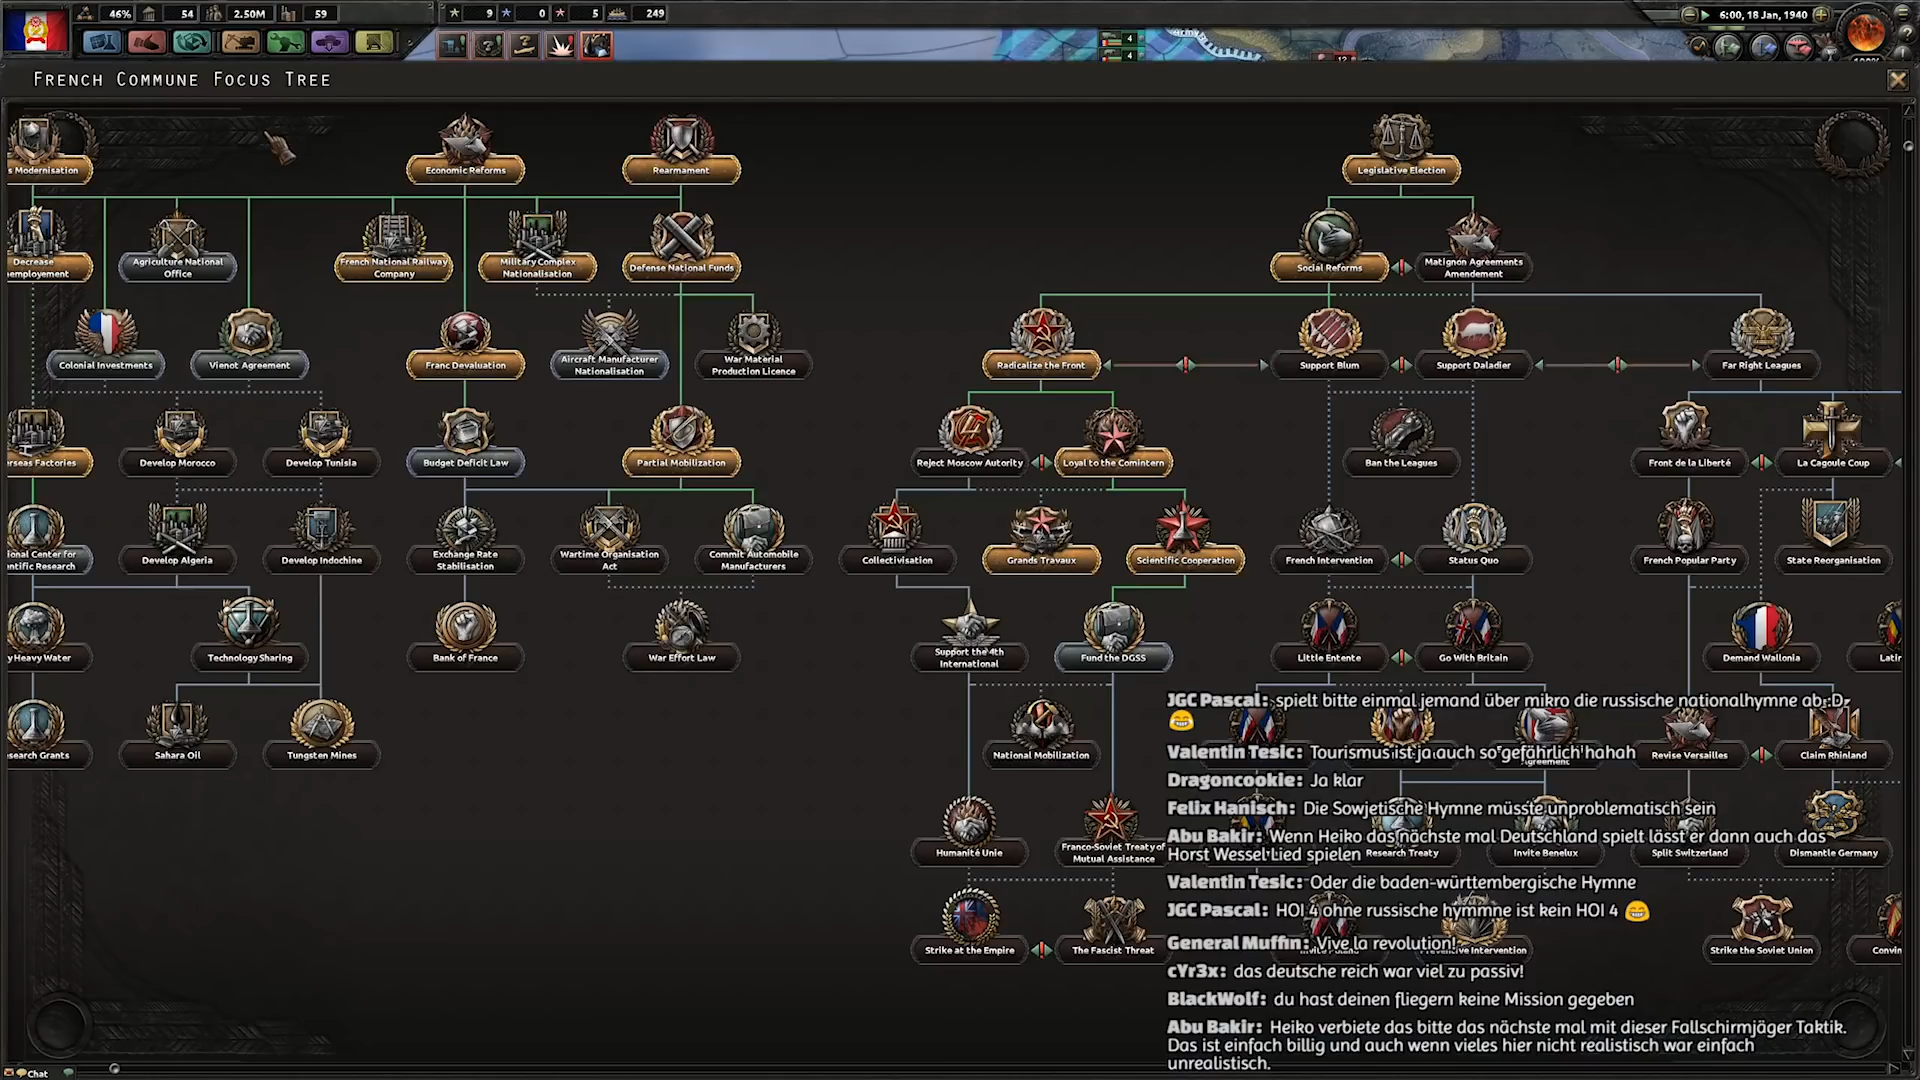 46% 54 2.50M 59 9 0 5 249
6:00, 18 Jan, 1940
4
4
12
100%
French Commune Focus Tree
s Modernisation
Economic Reforms
Rearmament
Legislative Election
Decrease
nemployement
Agriculture National
Office
French National Railway
Company
Military Complex
Nationalisation
Defense National Funds
Social Reforms
Matignon Agreements
Amendement
Colonial Investments
Vienot Agreement
Franc Devaluation
Aircraft Manufacturer
Nationalisation
War Material
Production Licence
Radicalize the Front
Support Blum
Support Daladier
Far Right Leagues
erseas Factories
Develop Morocco
Develop Tunisia
Budget Deficit Law
Partial Mobilization
Reject Moscow Autority
Loyal to the Comintern
Ban the Leagues
Front de la Liberté
La Cagoule Coup
ional Center for
entific Research
Develop Algeria
Develop Indochine
Exchange Rate
Stabilisation
Wartime Organisation
Act
Commit Automobile
Manufacturers
Collectivisation
Grands Travaux
Scientific Cooperation
French Intervention
Status Quo
French Popular Party
State Reorganisation
y Heavy Water
Technology Sharing
Bank of France
War Effort Law
Support the 4th
International
Fund the DGSS
Little Entente
Go With Britain
Demand Wallonia
Latin
search Grants
Sahara Oil
Tungsten Mines
National Mobilization
Agreement
Revise Versailles
Claim Rhinland
Humanité Unie
Franco-Soviet Treaty of
Mutual Assistance
Research Treaty
Invite Benelux
Split Switzerland
Dismantle Germany
Strike at the Empire
The Fascist Threat
Strike the Soviet Union
Convin
JGC Pascal: spielt bitte einmal jemand über mikro die russische nationalhymne ab :D
😁
Valentin Tesic: Tourismus ist ja auch so gefährlich hahah
Dragoncookie: Ja klar
Felix Hanisch: Die Sowjetische Hymne müsste unproblematisch sein
Abu Bakir: Wenn Heiko das nächste mal Deutschland spielt lässt er dann auch das
Horst Wessel Lied spielen
Valentin Tesic: Oder die baden-württembergische Hymne
JGC Pascal: HOI 4 ohne russische hymmne ist kein HOI 4 😁
General Muffin: Vive la revolution!
cYr3x: das deutsche reich war viel zu passiv!
BlackWolf: du hast deinen fliegern keine Mission gegeben
Abu Bakir: Heiko verbiete das bitte das nächste mal mit dieser Fallschirmjäger Taktik.
Das ist einfach billig und auch wenn vieles hier nicht realistisch war einfach
unrealistisch.
Chat